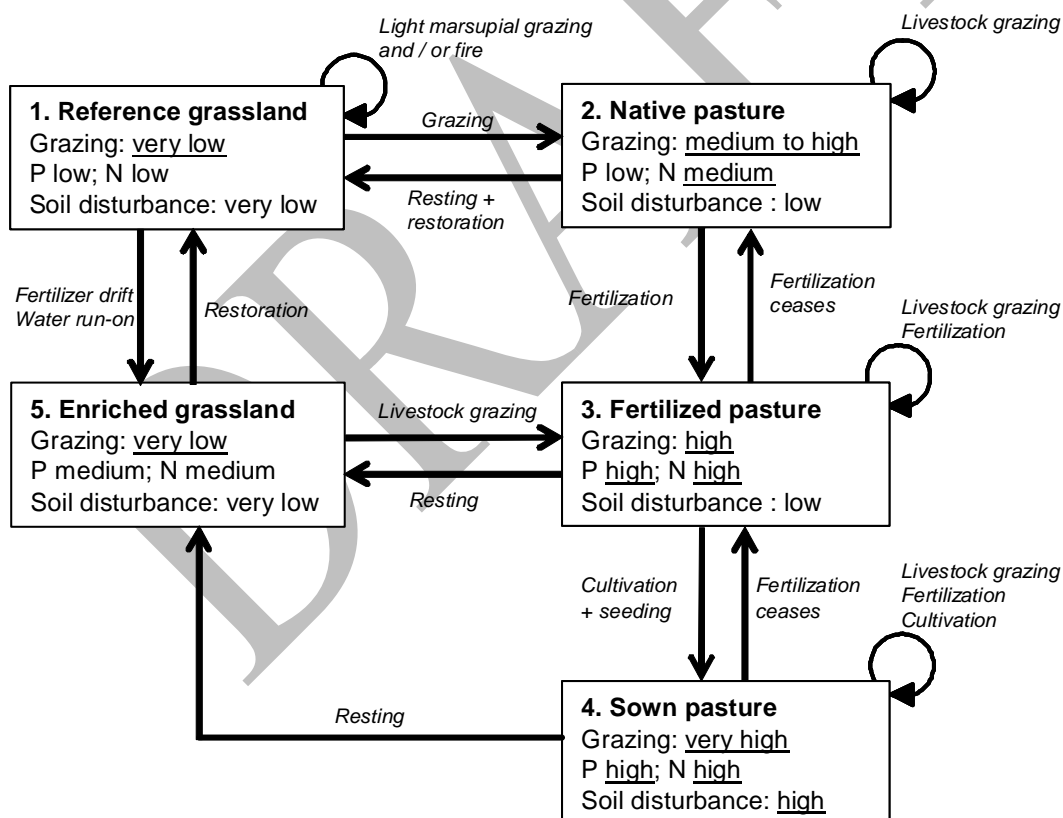 Light marsupial grazing
and / or fire
Livestock grazing
1. Reference grassland
Grazing: very low
P low; N low
Soil disturbance: very low
Grazing
Resting +
restoration
2. Native pasture
Grazing: medium to high
P low; N medium
Soil disturbance : low
Fertilizer drift
Water run-on
Restoration
Fertilization
Fertilization
ceases
Livestock grazing
Fertilization
5. Enriched grassland
Grazing: very low
P medium; N medium
Soil disturbance: very low
Livestock grazing
Resting
3. Fertilized pasture
Grazing: high
P high; N high
Soil disturbance : low
Cultivation
+ seeding
Fertilization
ceases
Livestock grazing
Fertilization
Cultivation
Resting
4. Sown pasture
Grazing: very high
P high; N high
Soil disturbance: high
DRAF